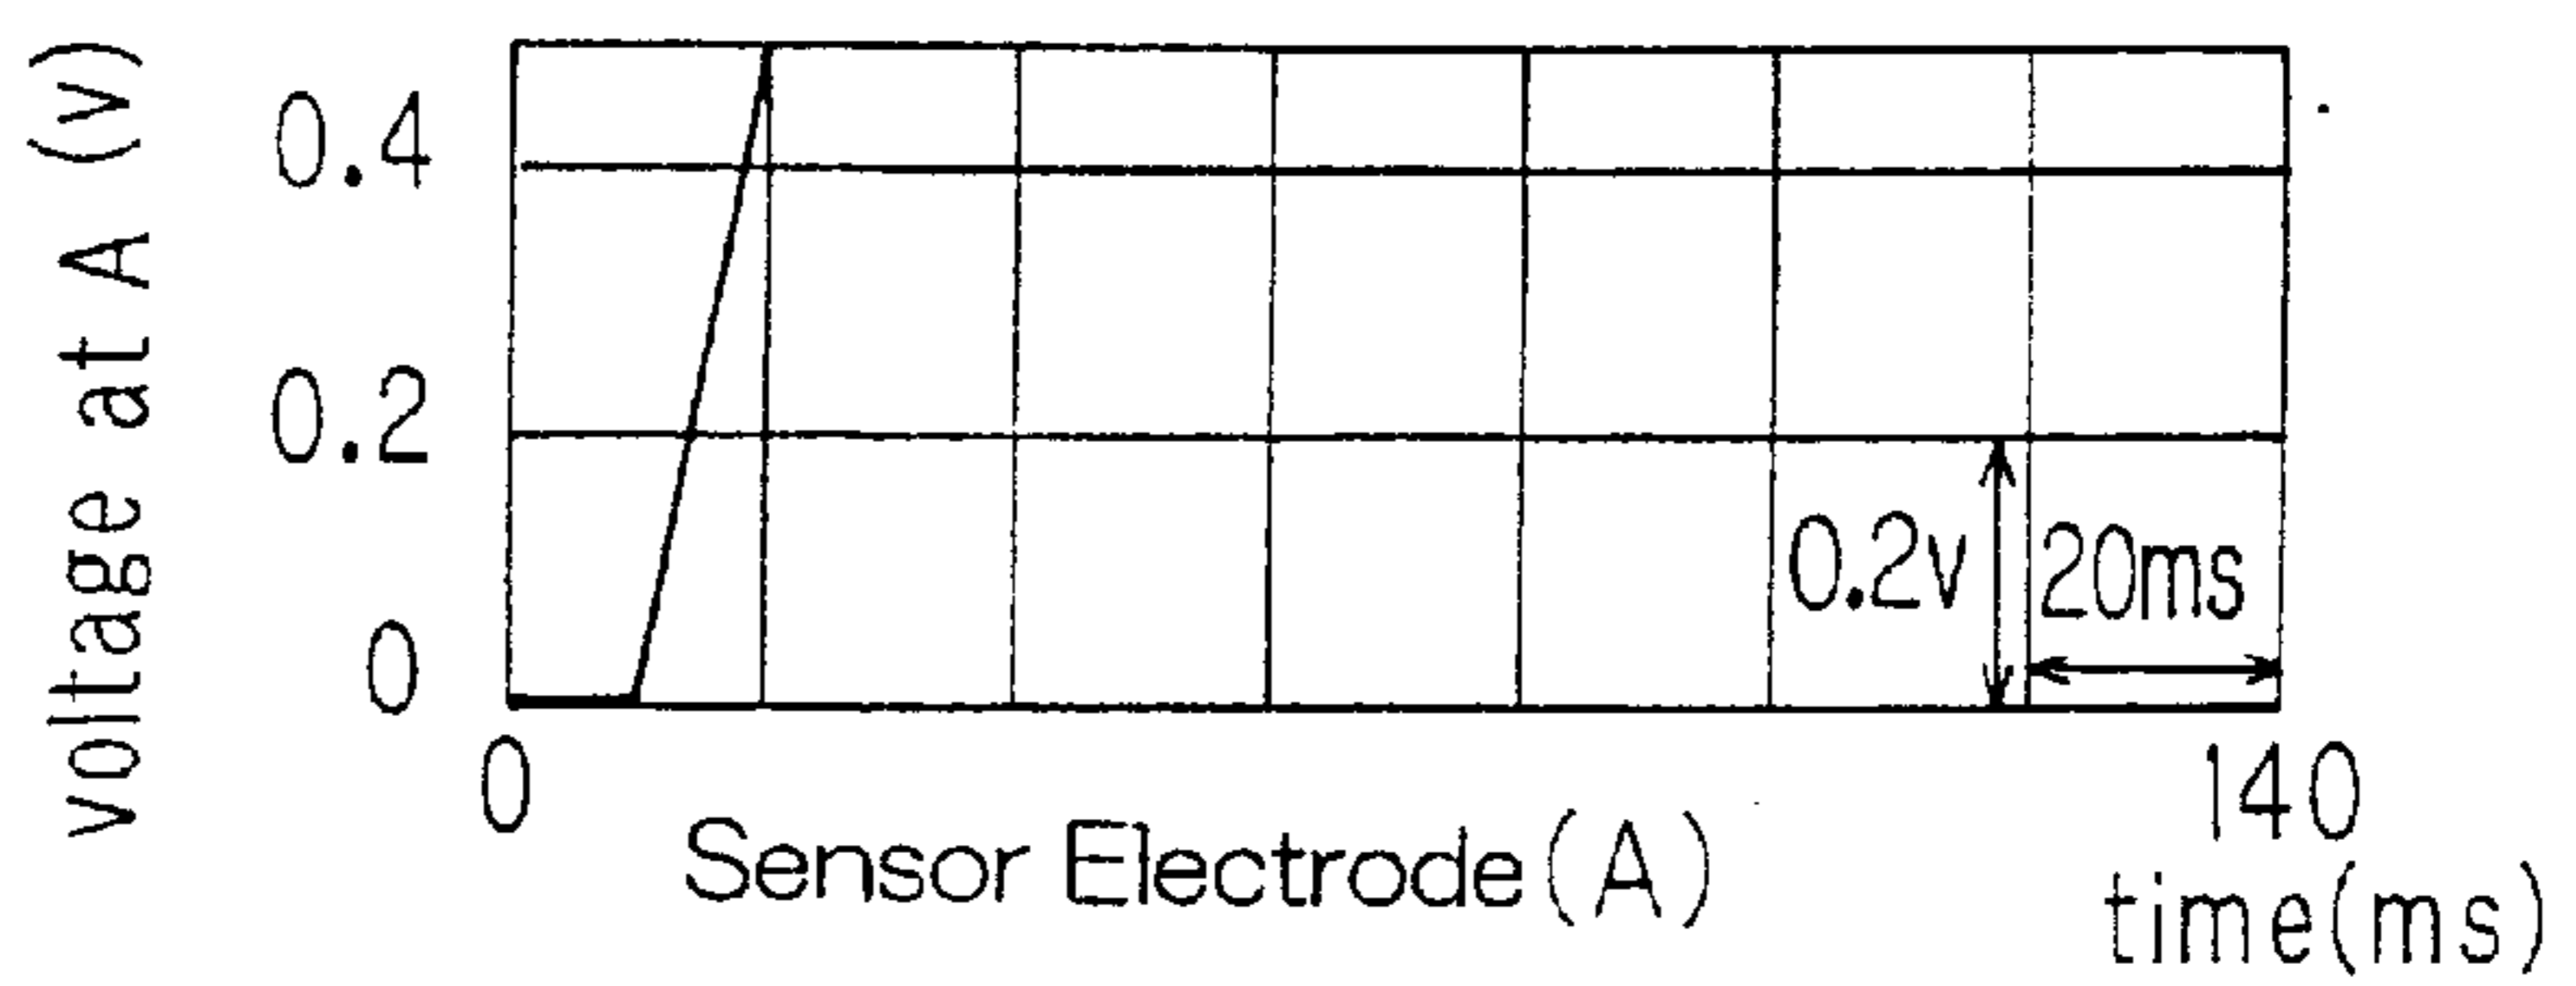 voltage at A (v)
0.4
0.2
0
0.2v
20ms
0
140
Sensor Electrode(A)
time(ms)